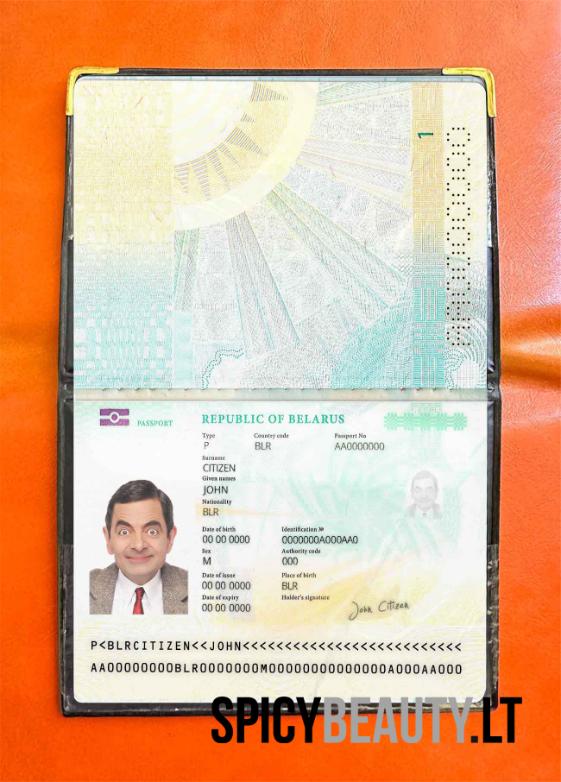 1
AA0000000
PASSPORT
REPUBLIC OF BELARUS
Type Country code Passport No
P BLR AA0000000
Surname
CITIZEN
Given names
JOHN
Nationality
BLR
Date of birth Identification №
00 00 0000 0000000A000AA0
Sex Authority code
M 000
Date of issue Place of birth
00 00 0000 BLR
Date of expiry Holder's signature
00 00 0000 John Citizen
P<BLRCITIZEN<<JOHN<<<<<<<<<<<<<<<<<<<<<<<<<<
AA00000000BLR0000000M00000000000000A000AA000
SPICYBEAUTY.LT